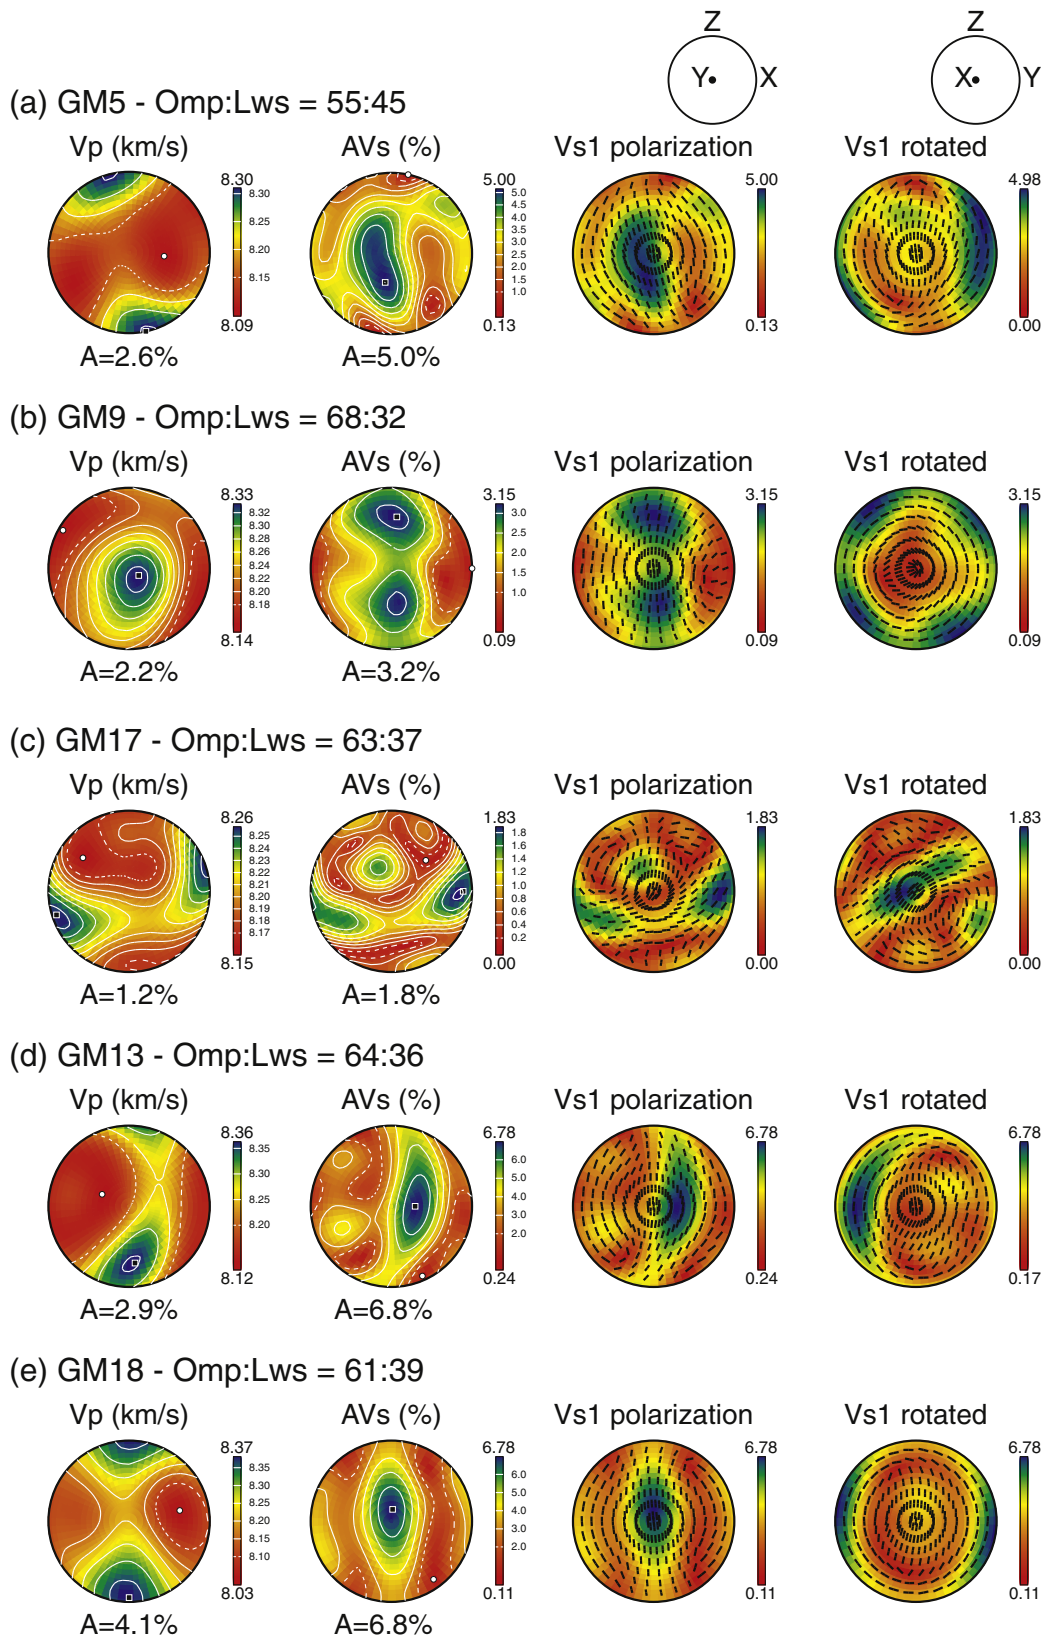 Z Z
Y X X Y
(a) GM5 - Omp:Lws = 55:45
Vp (km/s) AVs (%) Vs1 polarization Vs1 rotated
8.30 5.00 5.00 4.98
8.30 5.0
8.25 4.5
8.20 4.0
8.15 3.5
3.0
2.5
2.0
1.5
1.0
8.09 0.13 0.13 0.00
A=2.6% A=5.0%
(b) GM9 - Omp:Lws = 68:32
Vp (km/s) AVs (%) Vs1 polarization Vs1 rotated
8.33 3.15 3.15 3.15
8.32 3.0
8.30 2.5
8.28 2.0
8.26 1.5
8.24 1.0
8.22
8.20
8.18
8.14 0.09 0.09 0.09
A=2.2% A=3.2%
(c) GM17 - Omp:Lws = 63:37
Vp (km/s) AVs (%) Vs1 polarization Vs1 rotated
8.26 1.83 1.83 1.83
8.25 1.8
8.24 1.6
8.23 1.4
8.22 1.2
8.21 1.0
8.20 0.8
8.19 0.6
8.18 0.4
8.17 0.2
8.15 0.00 0.00 0.00
A=1.2% A=1.8%
(d) GM13 - Omp:Lws = 64:36
Vp (km/s) AVs (%) Vs1 polarization Vs1 rotated
8.36 6.78 6.78 6.78
8.35 6.0
8.30 5.0
8.25 4.0
8.20 3.0
2.0
8.12 0.24 0.24 0.17
A=2.9% A=6.8%
(e) GM18 - Omp:Lws = 61:39
Vp (km/s) AVs (%) Vs1 polarization Vs1 rotated
8.37 6.78 6.78 6.78
8.35 6.0
8.30 5.0
8.25 4.0
8.20 3.0
8.15 2.0
8.10
8.03 0.11 0.11 0.11
A=4.1% A=6.8%